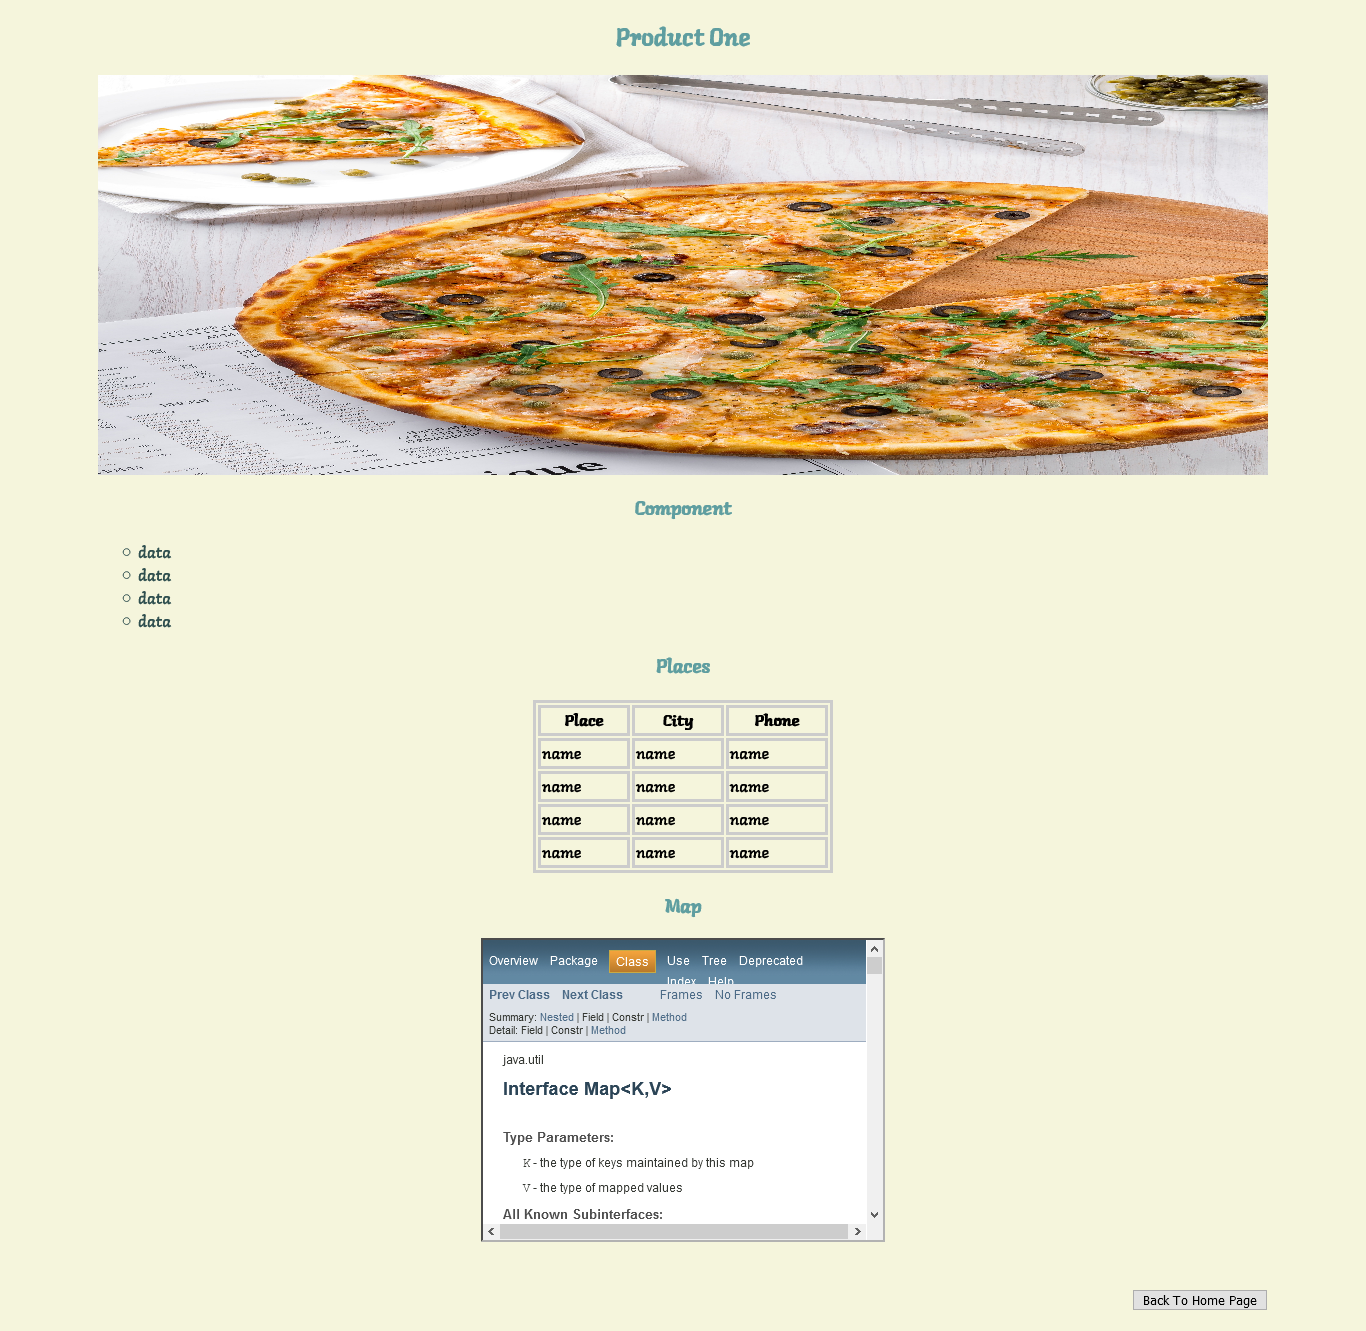 Product One
ique
Component
data
data
data
data
Places
Place City Phone
name name name
name name name
name name name
name name name
Map
Overview Package Class Use Tree Deprecated
Index Help
Prev Class Next Class Frames No Frames
Summary: Nested | Field | Constr | Method
Detail: Field | Constr | Method
java.util
Interface Map<K,V>
Type Parameters:
K - the type of keys maintained by this map
V - the type of mapped values
All Known Subinterfaces:
Back To Home Page